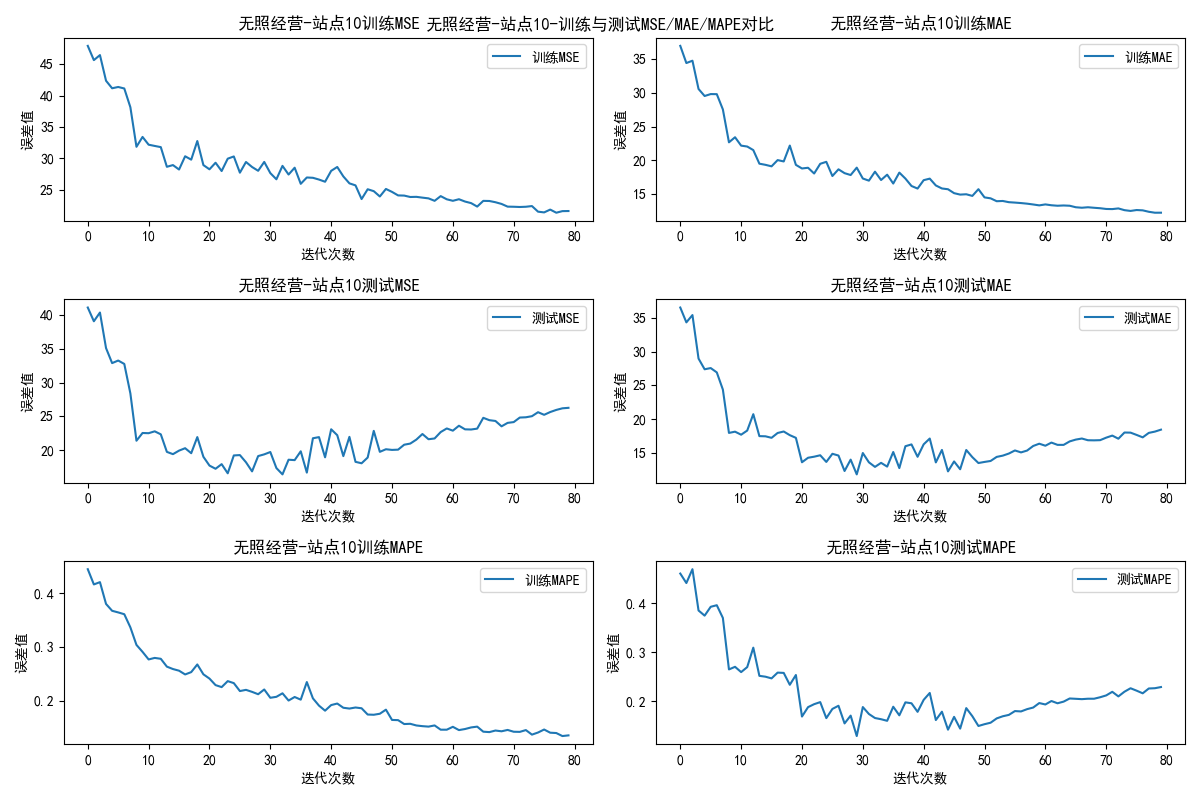 无照经营-站点10-训练与测试MSE/MAE/MAPE对比
无照经营-站点10训练MSE
训练MSE
误差值
45
40
35
30
25
0 10 20 30 40 50 60 70 80
迭代次数
无照经营-站点10训练MAE
训练MAE
误差值
35
30
25
20
15
0 10 20 30 40 50 60 70 80
迭代次数
无照经营-站点10测试MSE
测试MSE
误差值
40
35
30
25
20
0 10 20 30 40 50 60 70 80
迭代次数
无照经营-站点10测试MAE
测试MAE
误差值
35
30
25
20
15
0 10 20 30 40 50 60 70 80
迭代次数
无照经营-站点10训练MAPE
训练MAPE
误差值
0.4
0.3
0.2
0 10 20 30 40 50 60 70 80
迭代次数
无照经营-站点10测试MAPE
测试MAPE
误差值
0.4
0.3
0.2
0 10 20 30 40 50 60 70 80
迭代次数